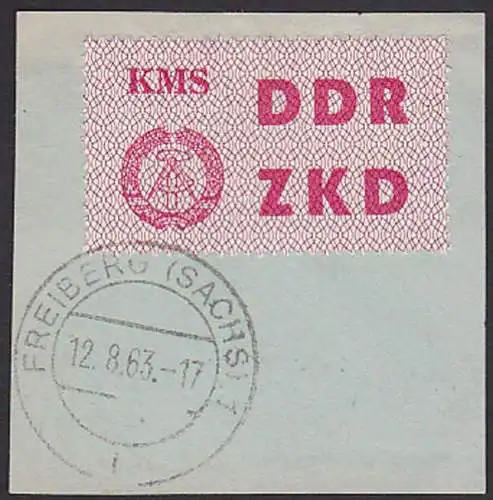 KMS
DDR
ZKD
FREIBERG (SACHS) 1
12.8.63.-17